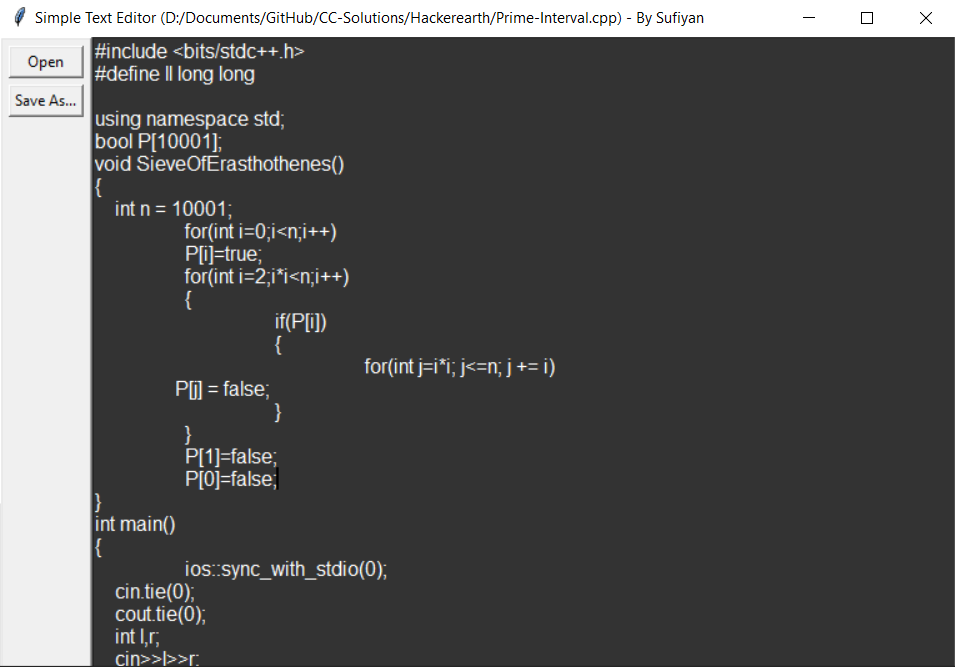 Simple Text Editor (D:/Documents/GitHub/CC-Solutions/Hackerearth/Prime-Interval.cpp) - By Sufiyan
Open
Save As...
#include <bits/stdc++.h>
#define ll long long
using namespace std;
bool P[10001];
void SieveOfErasthothenes()
{
int n = 10001;
for(int i=0;i<n;i++)
P[i]=true;
for(int i=2;i*i<n;i++)
{
if(P[i])
{
for(int j=i*i; j<=n; j += i)
P[j] = false;
}
}
P[1]=false;
P[0]=false;
}
int main()
{
ios::sync_with_stdio(0);
cin.tie(0);
cout.tie(0);
int l,r;
cin>>l>>r;